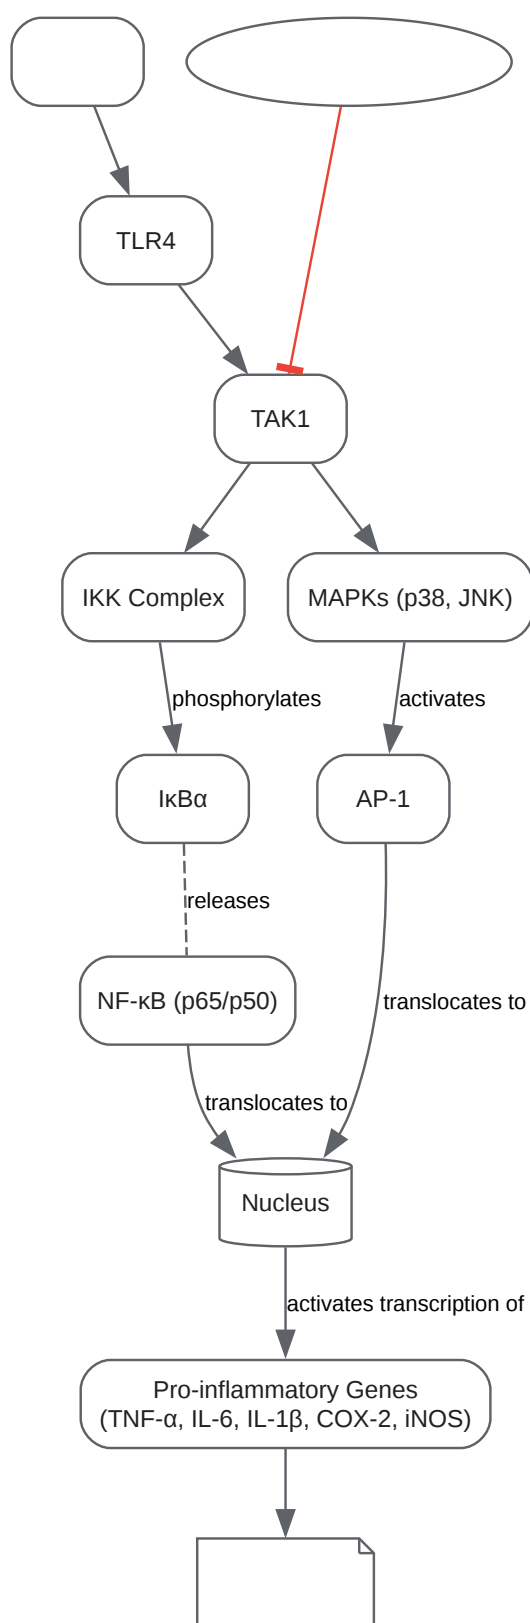 TLR4
TAK1
IKK Complex
MAPKs (p38, JNK)
phosphorylates
activates
IκBα
AP-1
releases
NF-κB (p65/p50)
translocates to
translocates to
Nucleus
activates transcription of
Pro-inflammatory Genes
(TNF-α, IL-6, IL-1β, COX-2, iNOS)